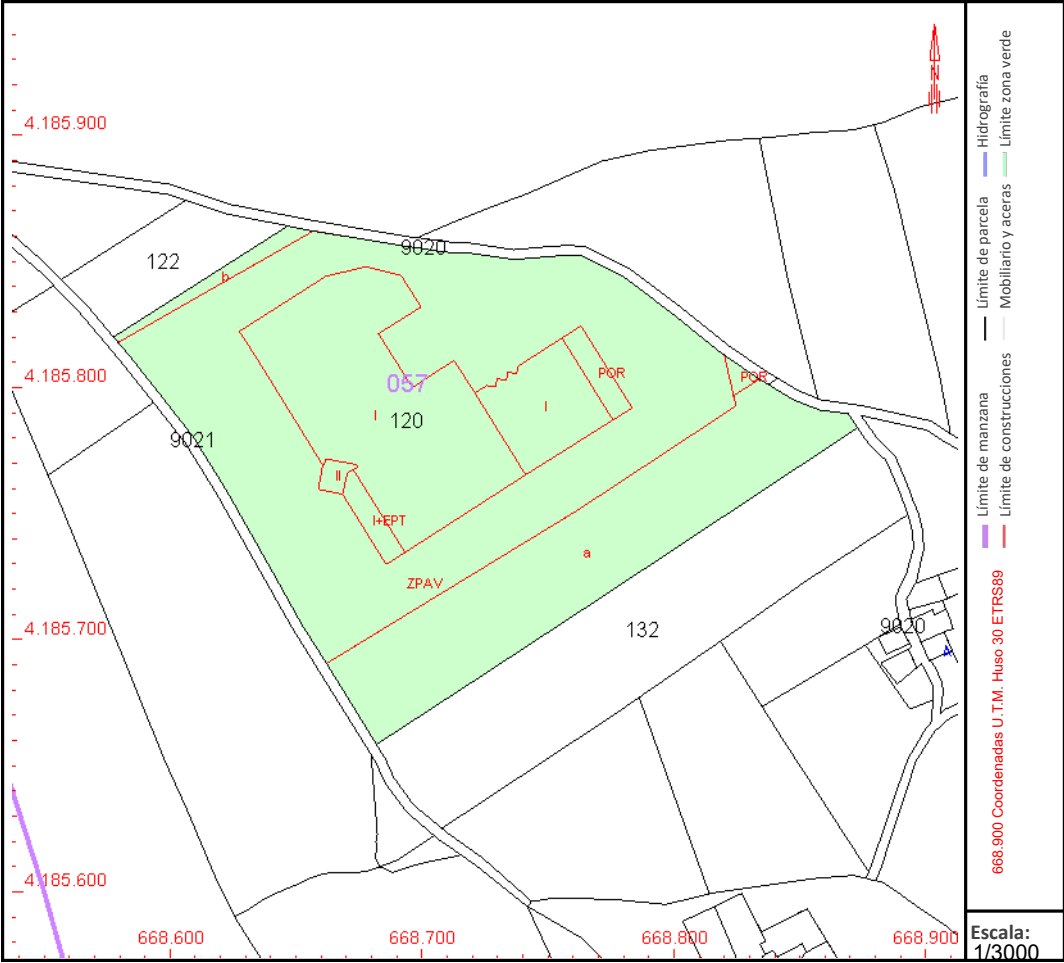 N
4.185.900
9020
122
b
4.185.800
057
POR
POR
I
I
120
9021
II
I+EPT
a
ZPAV
4.185.700
132
9020
A
4.185.600
668.600
668.700
668.800
668.900
Límite de manzana
Límite de parcela
Hidrografía
Límite de construcciones
Mobiliario y aceras
Límite zona verde
668.900 Coordenadas U.T.M. Huso 30 ETRS89
Escala:
1/3000